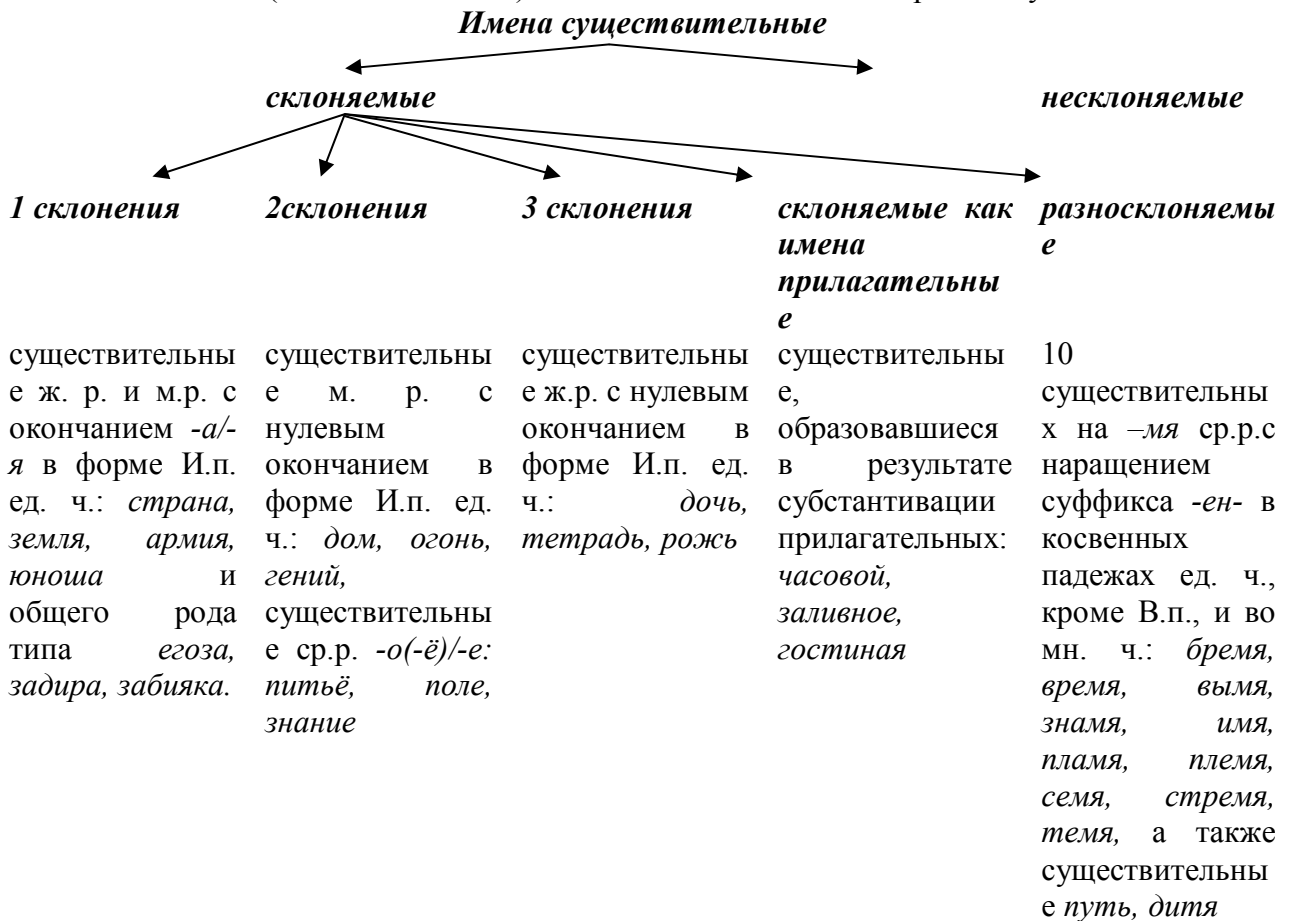 Имена существительные
склоняемые
несклоняемые
1 склонения
2склонения
3 склонения
склоняемые как
имена
прилагательны
е
разносклоняемы
е
существительны
е ж. р. и м.р. с
окончанием -а/-
я в форме И.п.
ед. ч.: страна,
земля, армия,
юноша и
общего рода
типа егоза,
задира, забияка.
существительны
е м. р. с
нулевым
окончанием в
форме И.п. ед.
ч.: дом, огонь,
гений,
существительны
е ср.р. -о(-ё)/-е:
питьё, поле,
знание
существительны
е ж.р. с нулевым
окончанием в
форме И.п. ед.
ч.: дочь,
тетрадь, рожь
существительны
е,
образовавшиеся
в результате
субстантивации
прилагательных:
часовой,
заливное,
гостиная
10
существительны
х на –мя ср.р.с
наращением
суффикса -ен- в
косвенных
падежах ед. ч.,
кроме В.п., и во
мн. ч.: бремя,
время, вымя,
знамя, имя,
пламя, племя,
семя, стремя,
темя, а также
существительны
е путь, дитя